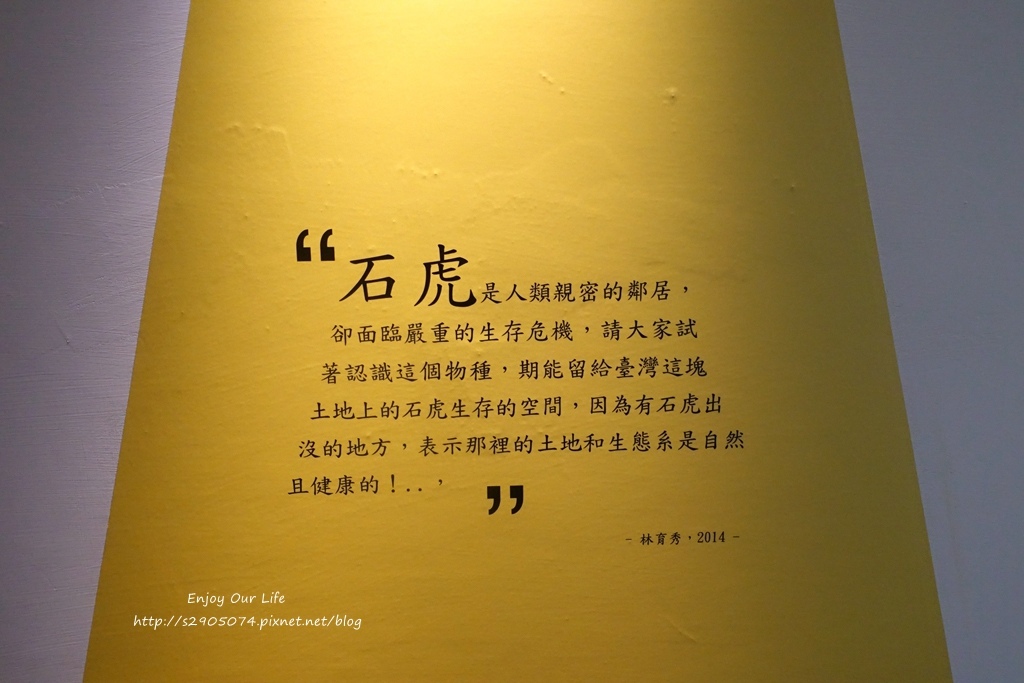 “石虎是人類親密的鄰居，
卻面臨嚴重的生存危機，請大家試
著認識這個物種，期能留給臺灣這塊
土地上的石虎生存的空間，因為有石虎出
沒的地方，表示那裡的土地和生態系是自然
且健康的！..，”
- 林育秀，2014 -
Enjoy Our Life
http://s2905074.pixnet.net/blog